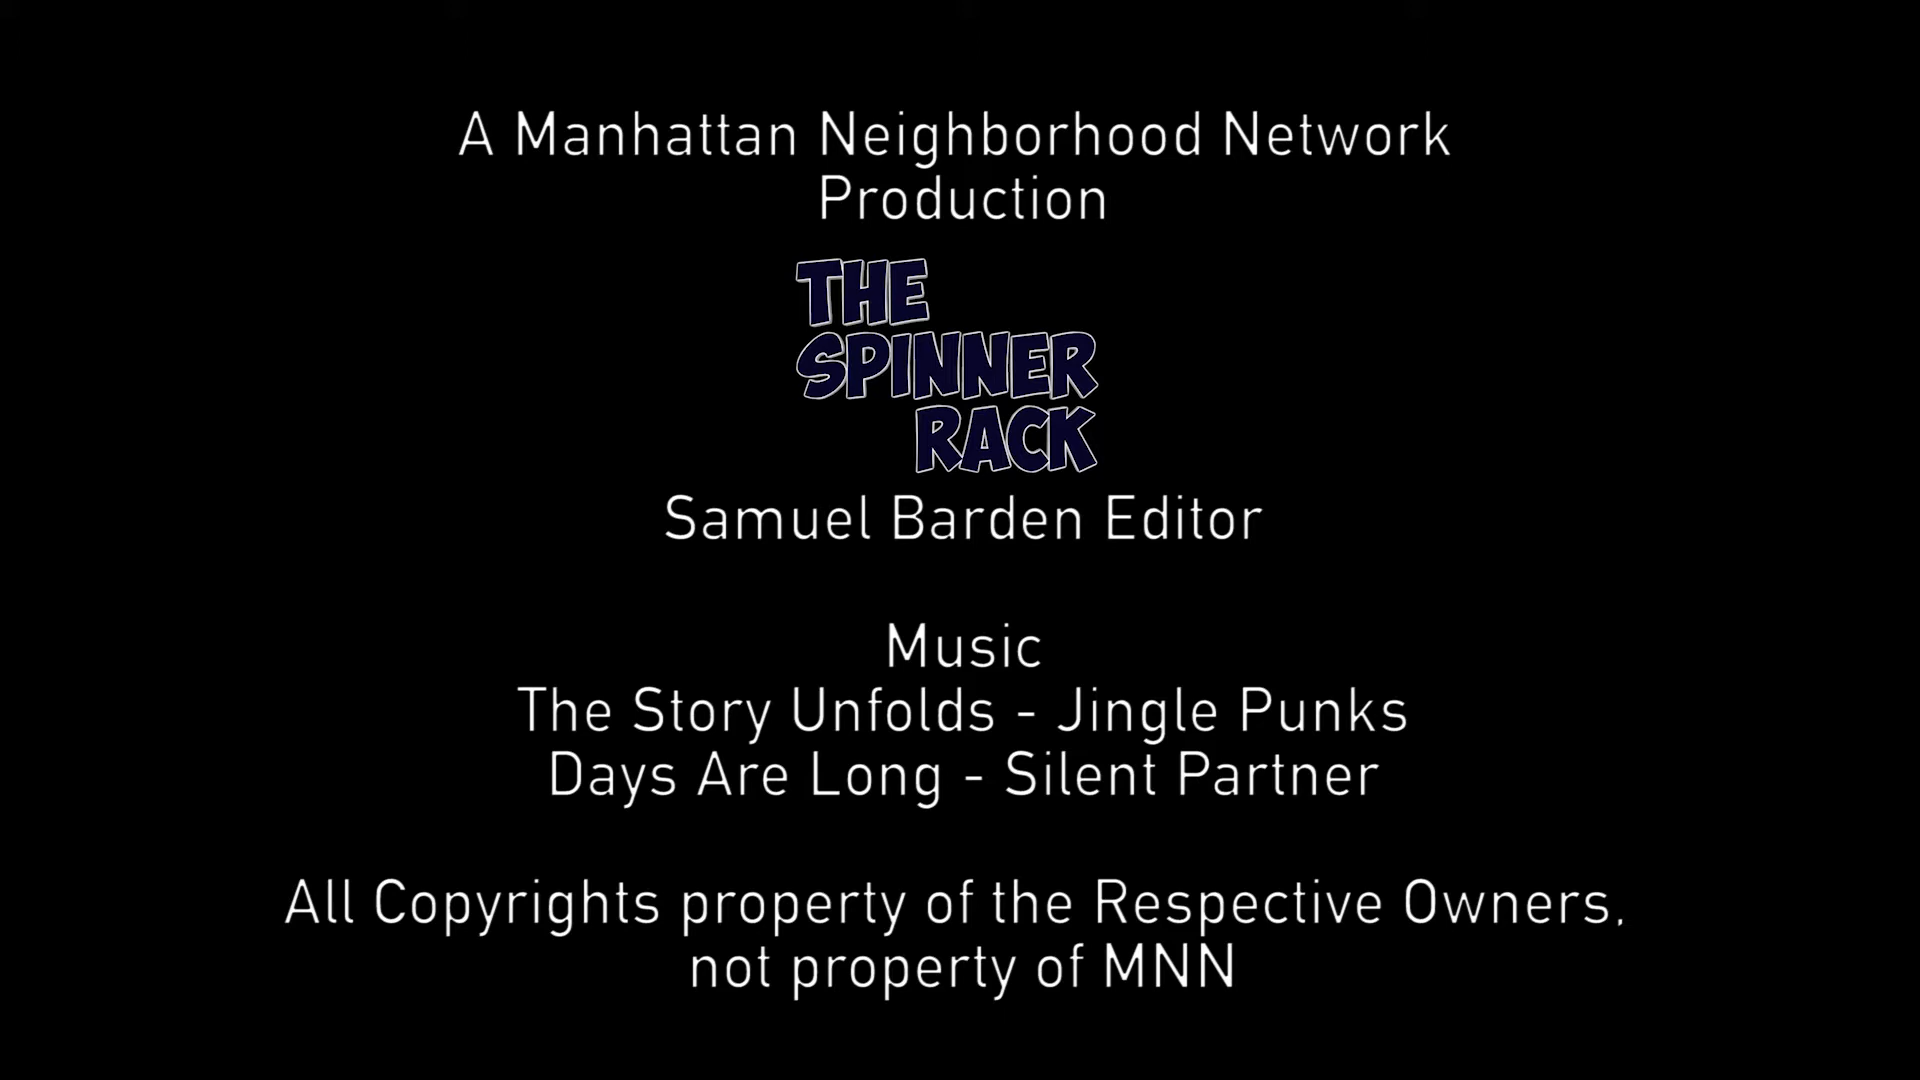 A Manhattan Neighborhood Network
Production
THE
SPINNER
RACK
Samuel Barden Editor
Music
The Story Unfolds - Jingle Punks
Days Are Long - Silent Partner
All Copyrights property of the Respective Owners,
not property of MNN